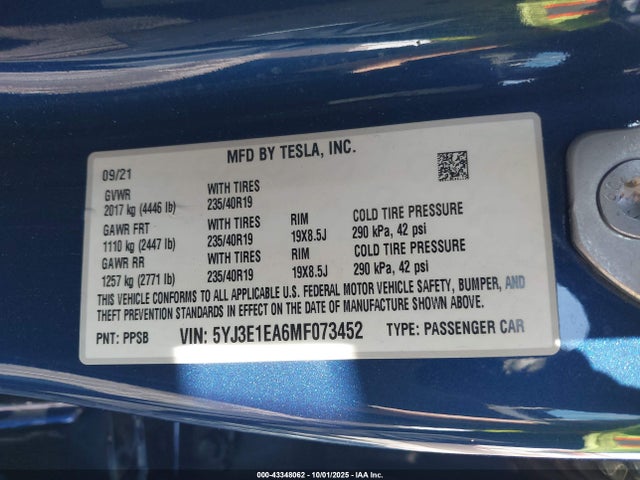 MFD BY TESLA, INC.
09/21
GVWR WITH TIRES
2017 kg (4446 lb) 235/40R19
GAWR FRT WITH TIRES RIM COLD TIRE PRESSURE
1110 kg (2447 lb) 235/40R19 19X8.5J 290 kPa, 42 psi
GAWR RR WITH TIRES RIM COLD TIRE PRESSURE
1257 kg (2771 lb) 235/40R19 19X8.5J 290 kPa, 42 psi
THIS VEHICLE CONFORMS TO ALL APPLICABLE U.S. FEDERAL MOTOR VEHICLE SAFETY, BUMPER, AND
THEFT PREVENTION STANDARDS IN EFFECT ON THE DATE OF MANUFACTURE SHOWN ABOVE.
PNT: PPSB VIN: 5YJ3E1EA6MF073452 TYPE: PASSENGER CAR
000-43348062 - 10/01/2025 - IAA Inc.